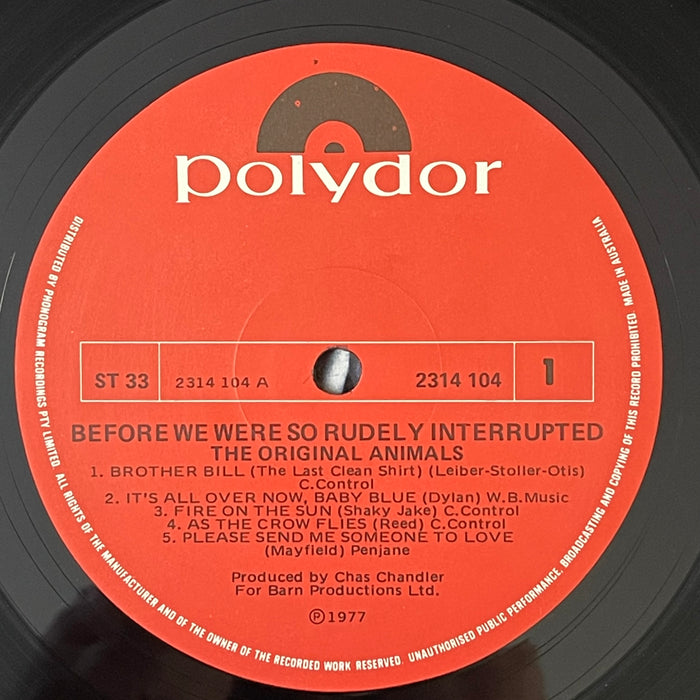 polydor
ST 33
2314 104 A
2314 104
1
BEFORE WE WERE SO RUDELY INTERRUPTED
THE ORIGINAL ANIMALS
1. BROTHER BILL (The Last Clean Shirt) (Leiber-Stoller-Otis)
C.Control
2. IT'S ALL OVER NOW, BABY BLUE (Dylan) W.B.Music
3. FIRE ON THE SUN (Shaky Jake) C.Control
4. AS THE CROW FLIES (Reed) C.Control
5. PLEASE SEND ME SOMEONE TO LOVE
(Mayfield) Penjane
Produced by Chas Chandler
For Barn Productions Ltd.
Ⓟ1977
DISTRIBUTED BY PHONOGRAM RECORDINGS PTY LIMITED. ALL RIGHTS OF THE MANUFACTURER AND OF THE OWNER OF THE RECORDED WORK RESERVED. UNAUTHORISED PUBLIC PERFORMANCE, BROADCASTING AND COPYING OF THIS RECORD PROHIBITED. MADE IN AUSTRALIA